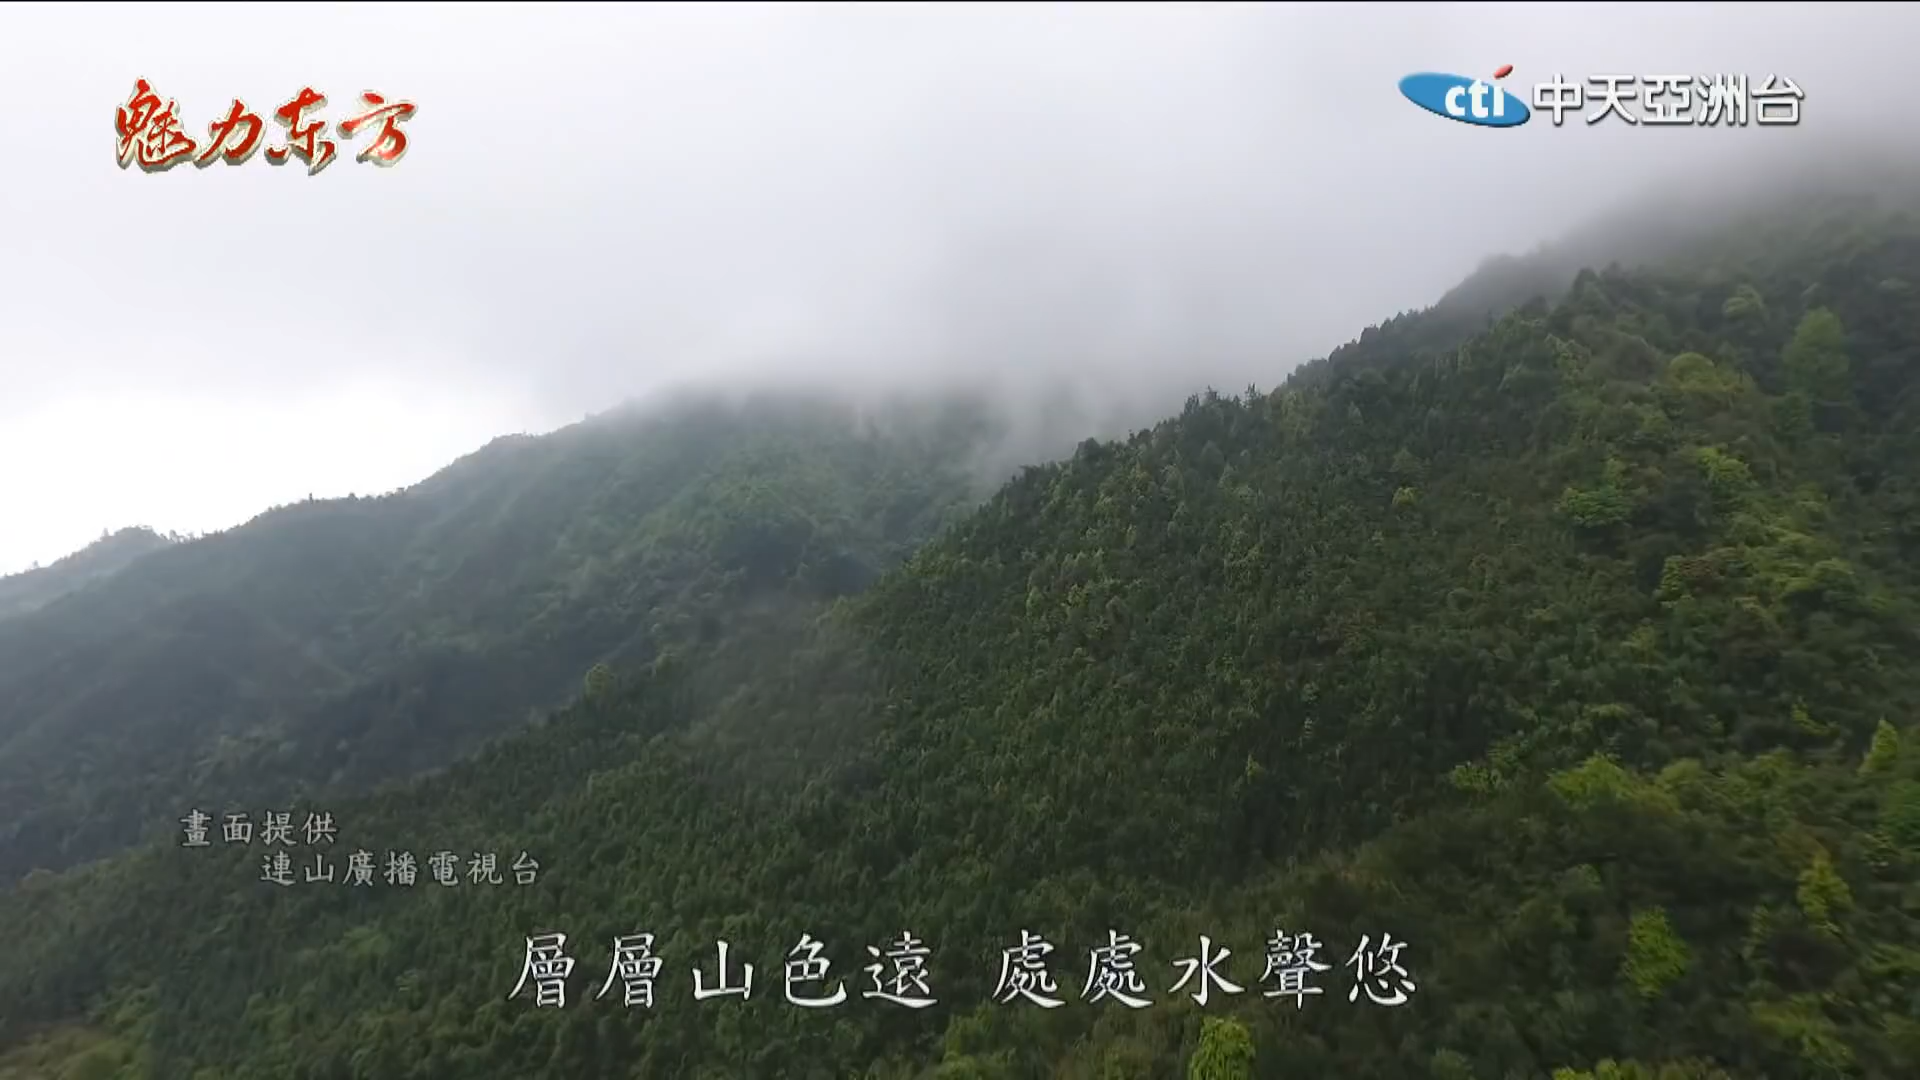 魅力东方
cti 中天亞洲台
畫面提供
連山廣播電視台
層層山色遠 處處水聲悠